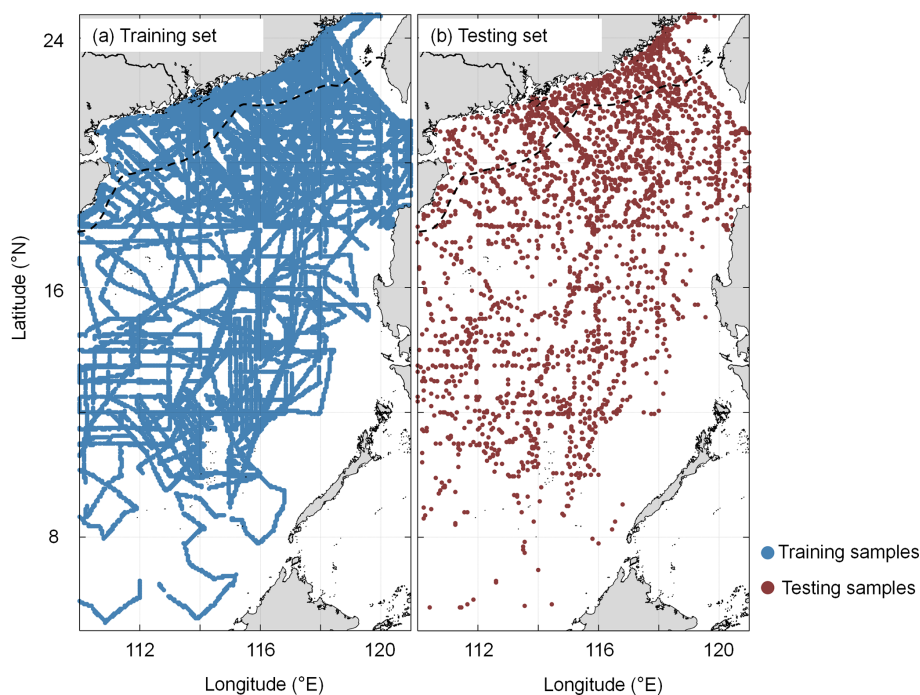 (a) Training set
(b) Testing set
24
16
8
Latitude (°N)
112
116
120
112
116
120
Longitude (°E)
Longitude (°E)
Training samples
Testing samples